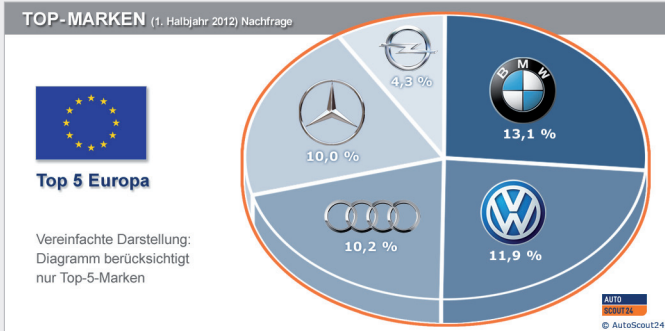 TOP-MARKEN (1. Halbjahr 2012) Nachfrage
4,3 %
BMW
13,1 %
10,0 %
Top 5 Europa
10,2 %
11,9 %
Vereinfachte Darstellung:
Diagramm berücksichtigt
nur Top-5-Marken
AUTO
SCOUT24
© AutoScout24